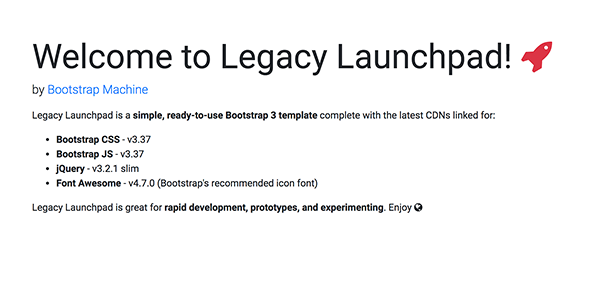 Welcome to Legacy Launchpad!
by Bootstrap Machine
Legacy Launchpad is a simple, ready-to-use Bootstrap 3 template complete with the latest CDNs linked for:
• Bootstrap CSS - v3.37
• Bootstrap JS - v3.37
• jQuery - v3.2.1 slim
• Font Awesome - v4.7.0 (Bootstrap's recommended icon font)
Legacy Launchpad is great for rapid development, prototypes, and experimenting. Enjoy